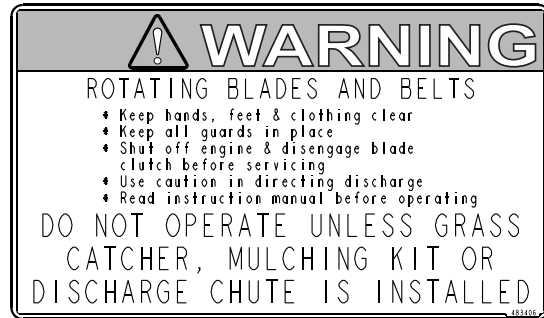 WARNING
ROTATING BLADES AND BELTS
* Keep hands, feet & clothing clear
* Keep all guards in place
* Shut off engine & disengage blade
clutch before servicing
* Use caution in directing discharge
* Read instruction manual before operating
DO NOT OPERATE UNLESS GRASS
CATCHER, MULCHING KIT OR
DISCHARGE CHUTE IS INSTALLED
483406